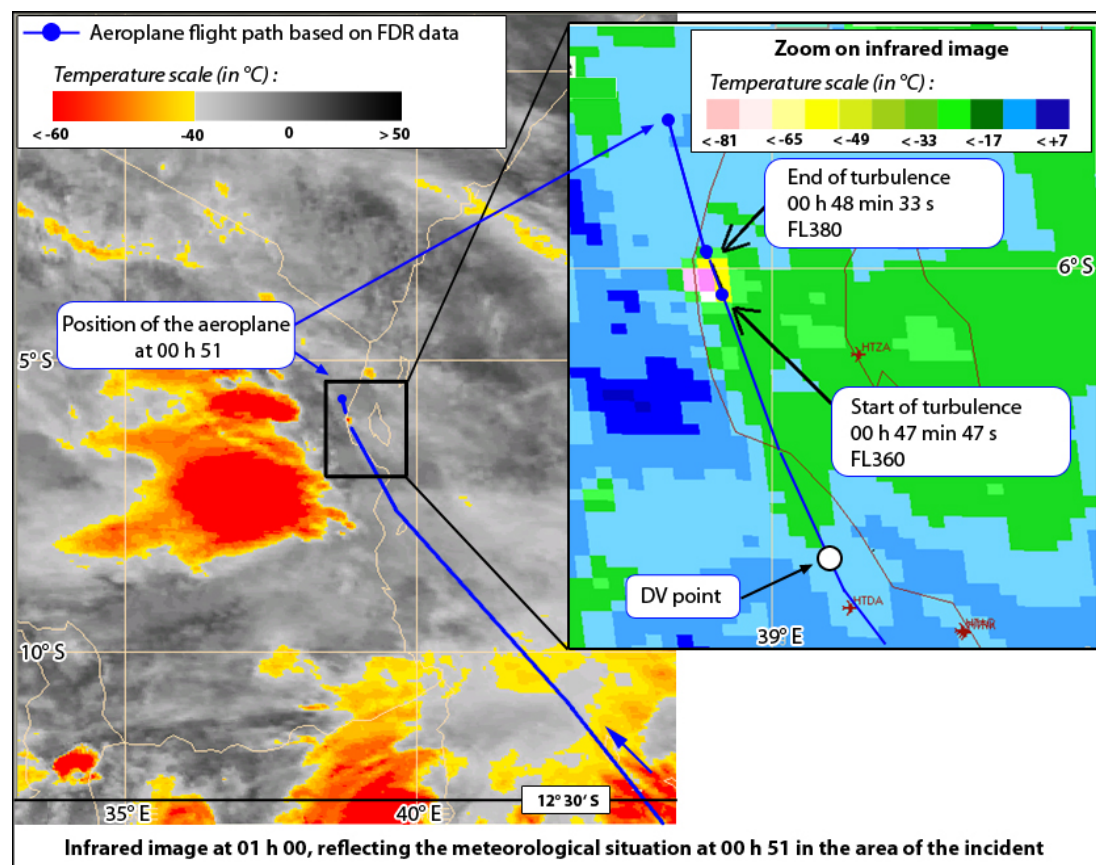 Aeroplane flight path based on FDR data
Temperature scale (in °C) :
< -60 -40 0 > 50
Zoom on infrared image
Temperature scale (in °C) :
< -81 < -65 < -49 < -33 < -17 < +7
End of turbulence
00 h 48 min 33 s
FL380
6° S
Position of the aeroplane
at 00 h 51
5° S
HTZA
Start of turbulence
00 h 47 min 47 s
FL360
DV point
HTDA
39° E
10° S
12° 30' S
35° E
40° E
Infrared image at 01 h 00, reflecting the meteorological situation at 00 h 51 in the area of the incident